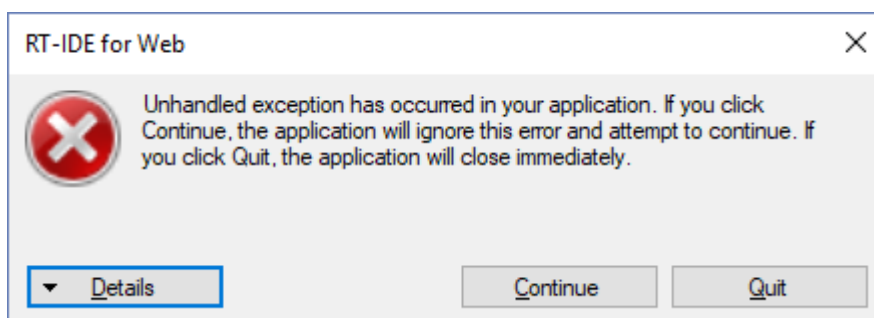 RT-IDE for Web
Unhandled exception has occurred in your application. If you click
Continue, the application will ignore this error and attempt to continue. If
you click Quit, the application will close immediately.
Details
Continue
Quit